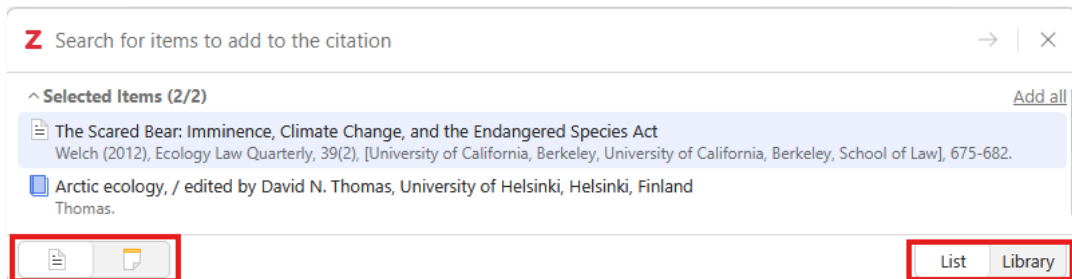 Z Search for items to add to the citation
Selected Items (2/2) Add all
The Scared Bear: Imminence, Climate Change, and the Endangered Species Act
Welch (2012), Ecology Law Quarterly, 39(2), [University of California, Berkeley, University of California, Berkeley, School of Law], 675-682.
Arctic ecology, / edited by David N. Thomas, University of Helsinki, Helsinki, Finland
Thomas.
List Library